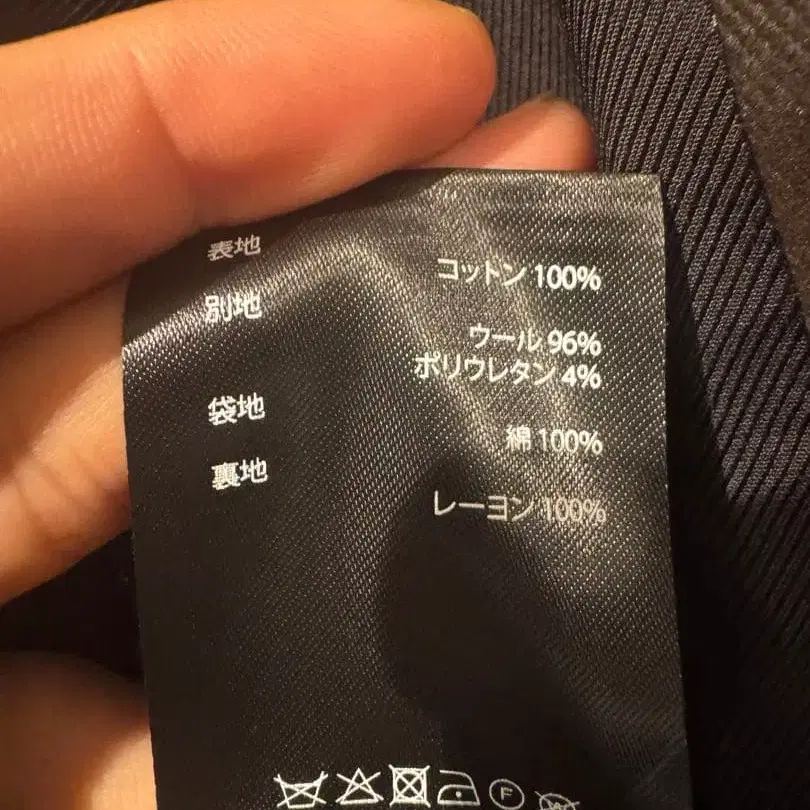 表地
コットン 100%
別地
ウール 96%
ポリウレタン 4%
袋地
綿 100%
裏地
レーヨン 100%
F
W